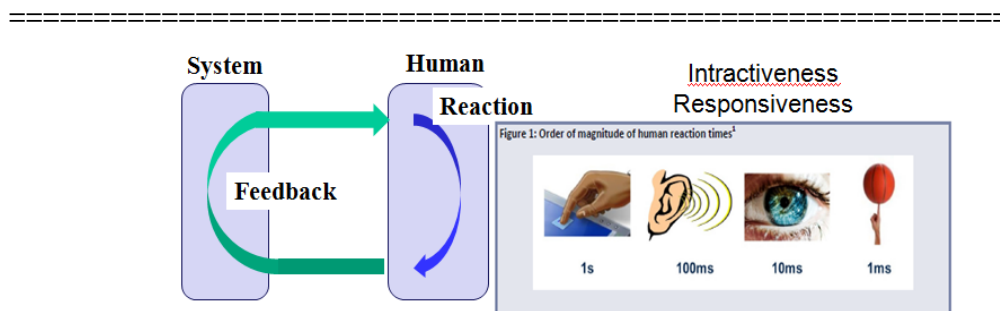 System
Human
Intractiveness
Responsiveness
Reaction
Feedback
Figure 1: Order of magnitude of human reaction times¹
1s 100ms 10ms 1ms